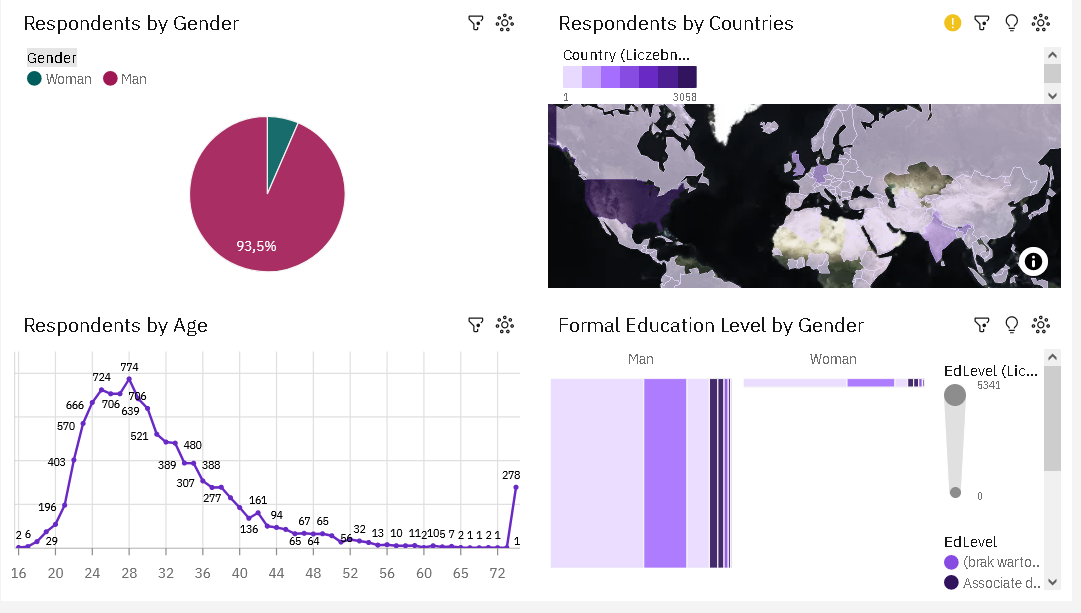 Respondents by Gender
Gender
Woman Man
93,5%
Respondents by Countries
Country (Liczebn...
1 3058
Respondents by Age
774
724
706 706
666 639
570
521
480
403
389 388
307
277
196
161
136
94
67 65
65 64
56 32 13 10 11 2 10 5 7 2 1 1 2 1
278
1
2 6 29
16 20 24 28 32 36 40 44 48 52 56 60 65 72
Formal Education Level by Gender
Man Woman
EdLevel (Lic...
5341
0
EdLevel
(brak warto..
Associate d..